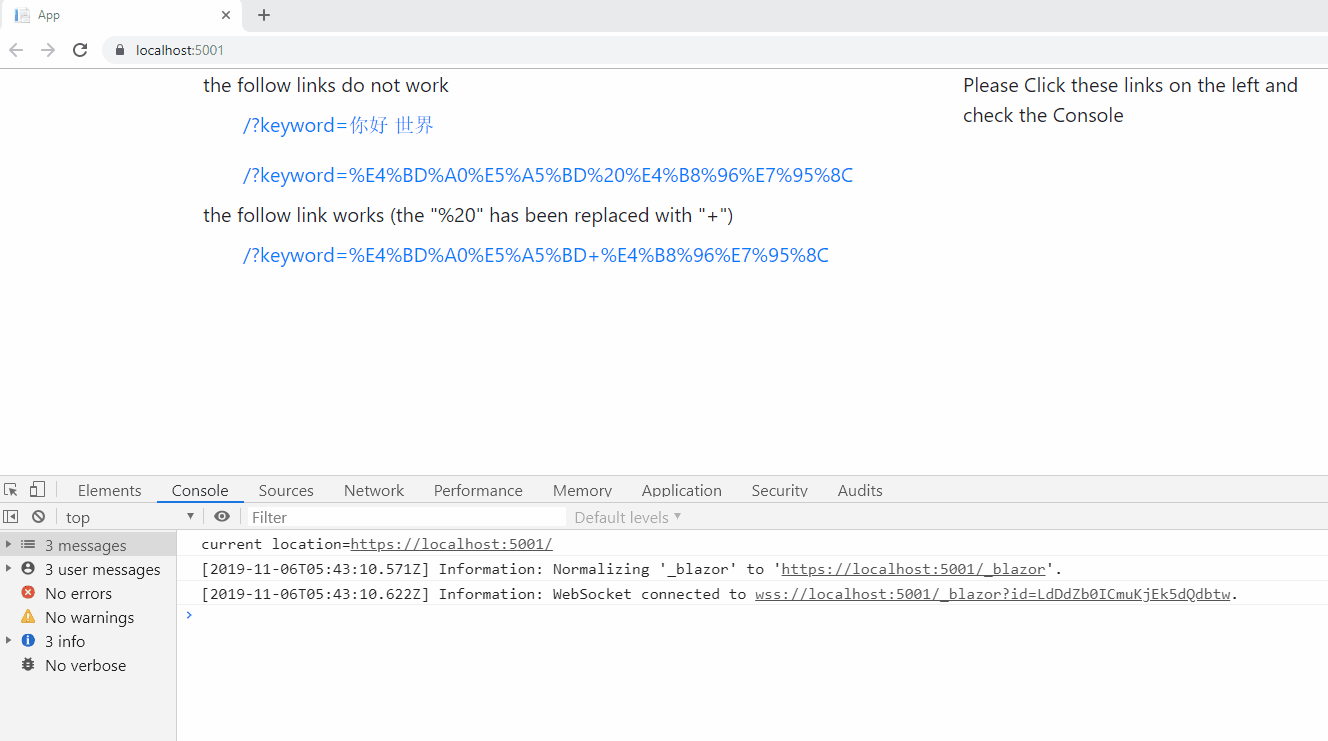 App
localhost:5001
the follow links do not work
/?keyword=你好 世界
/?keyword=%E4%BD%A0%E5%A5%BD%20%E4%B8%96%E7%95%8C
the follow link works (the "%20" has been replaced with "+")
/?keyword=%E4%BD%A0%E5%A5%BD+%E4%B8%96%E7%95%8C
Please Click these links on the left and
check the Console
Elements Console Sources Network Performance Memory Application Security Audits
top Filter Default levels
3 messages
3 user messages
No errors
No warnings
3 info
No verbose
current location=https://localhost:5001/
[2019-11-06T05:43:10.571Z] Information: Normalizing '_blazor' to 'https://localhost:5001/_blazor'.
[2019-11-06T05:43:10.622Z] Information: WebSocket connected to wss://localhost:5001/_blazor?id=LdDdZb0ICmuKjEk5dQdbtw.